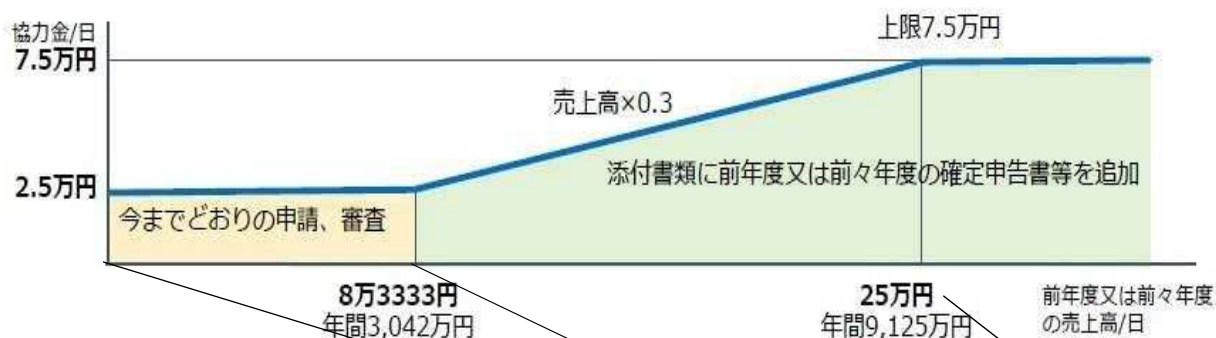 協力金/日
上限7.5万円
7.5万円
売上高×0.3
2.5万円
添付書類に前年度又は前々年度の確定申告書等を追加
今までどおりの申請、審査
8万3333円
年間3,042万円
25万円
年間9,125万円
前年度又は前々年度
の売上高/日